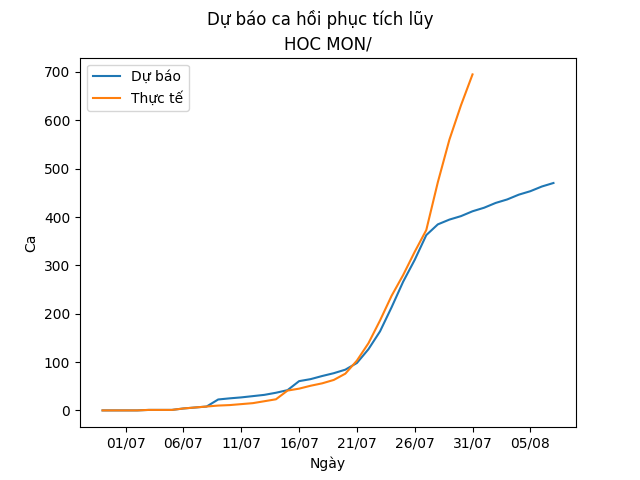 Dự báo ca hồi phục tích lũy
HOC MON/
Dự báo
Thực tế
700
600
500
400
300
200
100
0
Ca
01/07 06/07 11/07 16/07 21/07 26/07 31/07 05/08
Ngày